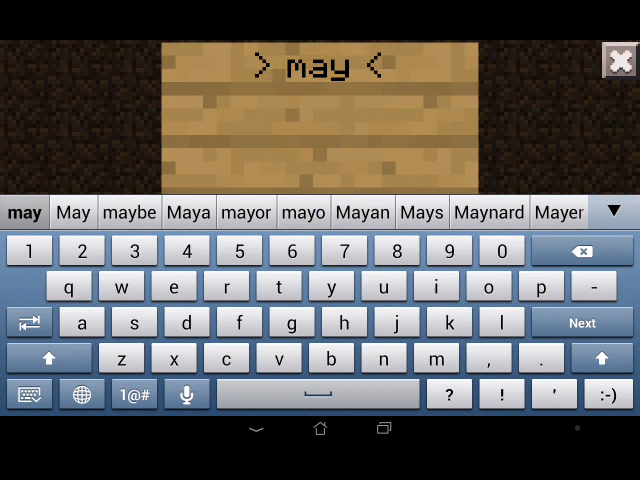 > may <
may May maybe Maya mayor mayo Mayan Mays Maynard Mayer
1 2 3 4 5 6 7 8 9 0
q w e r t y u i o p -
a s d f g h j k l Next
z x c v b n m , .
1@# ? ! ' :-)